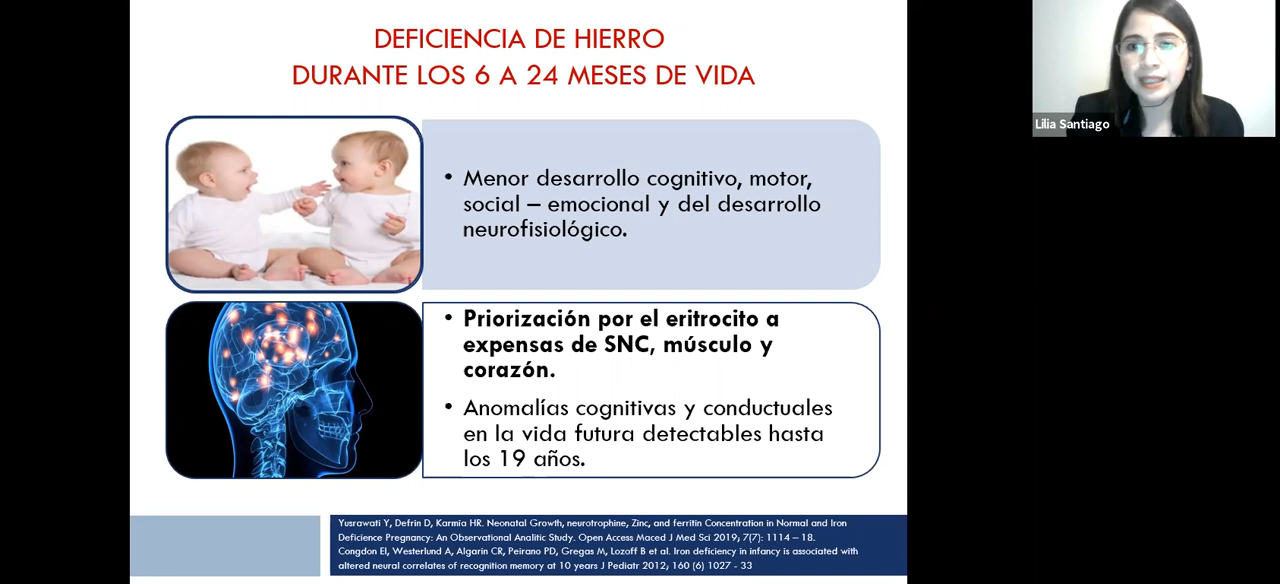 DEFICIENCIA DE HIERRO
DURANTE LOS 6 A 24 MESES DE VIDA
Lilia Santiago
• Menor desarrollo cognitivo, motor,
social – emocional y del desarrollo
neurofisiológico.
• Priorización por el eritrocito a
expensas de SNC, músculo y
corazón.
• Anomalías cognitivas y conductuales
en la vida futura detectables hasta
los 19 años.
Yusrawati Y, Defrin D, Karmia HR. Neonatal Growth, neurotrophine, Zinc, and ferritin Concentration in Normal and Iron
Deficience Pregnancy: An Observational Analitic Study. Open Access Maced J Med Sci 2019; 7(7): 1114 – 18.
Congdon El, Westerlund A, Algarin CR, Peirano PD, Gregas M, Lozoff B et al. Iron deficiency in infancy is associated with
altered neural correlates of recognition memory at 10 years J Pediatr 2012; 160 (6) 1027 - 33